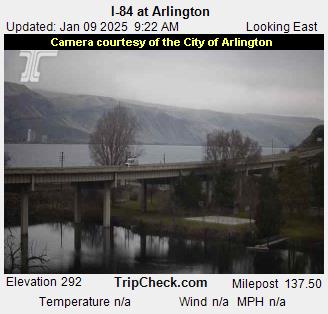 I-84 at Arlington
Updated: Jan 09 2025 9:22 AM Looking East
Camera courtesy of the City of Arlington
Elevation 292 TripCheck.com Milepost 137.50
Temperature n/a Wind n/a MPH n/a